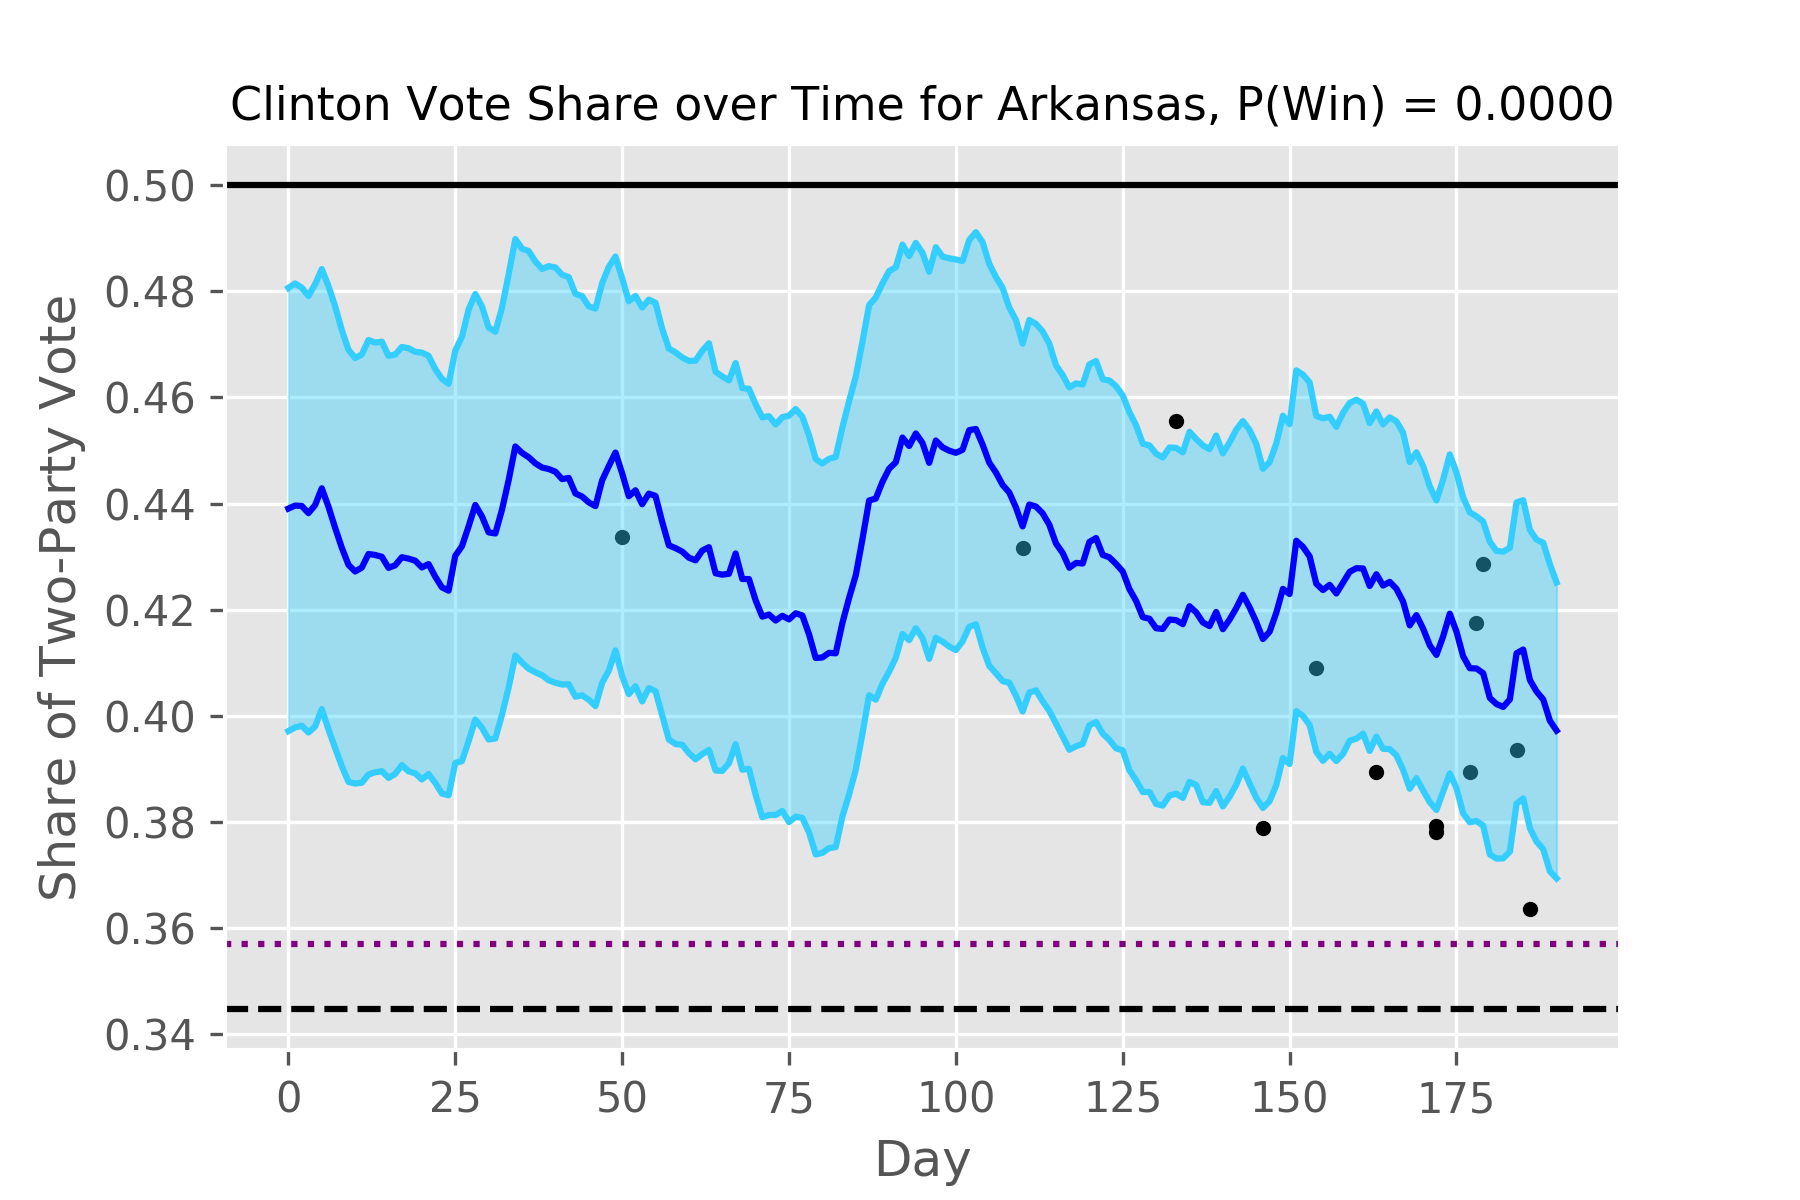 Clinton Vote Share over Time for Arkansas, P(Win) = 0.0000
Share of Two-Party Vote
0.50
0.48
0.46
0.44
0.42
0.40
0.38
0.36
0.34
0 25 50 75 100 125 150 175
Day